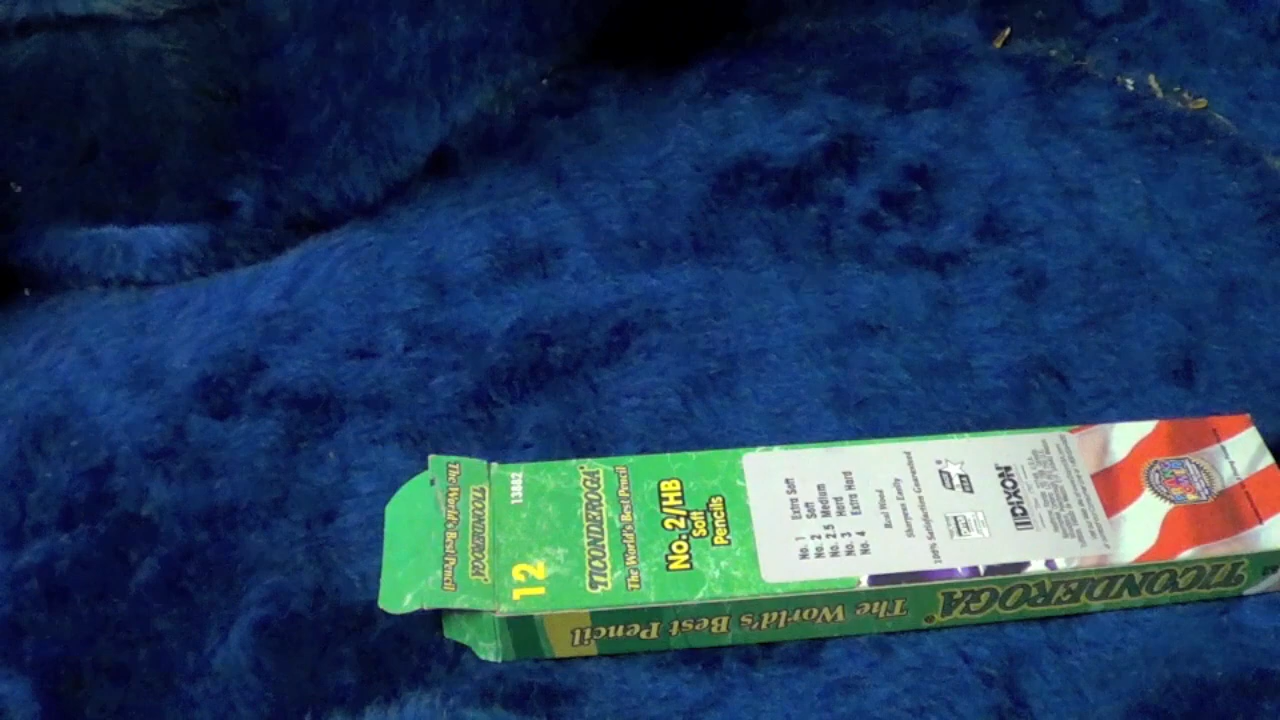 The World's Best Pencil
TICONDEROGA
13882
12
TICONDEROGA
The World's Best Pencil
No. 2/HB
Soft
Pencils
No. 1 Extra Soft
No. 2 Soft
No. 2.5 Medium
No. 3 Hard
No. 4 Extra Hard
Real Wood
Sharpens Easily
100% Satisfaction Guaranteed
DIXON
TICONDEROGA®
The World's Best Pencil